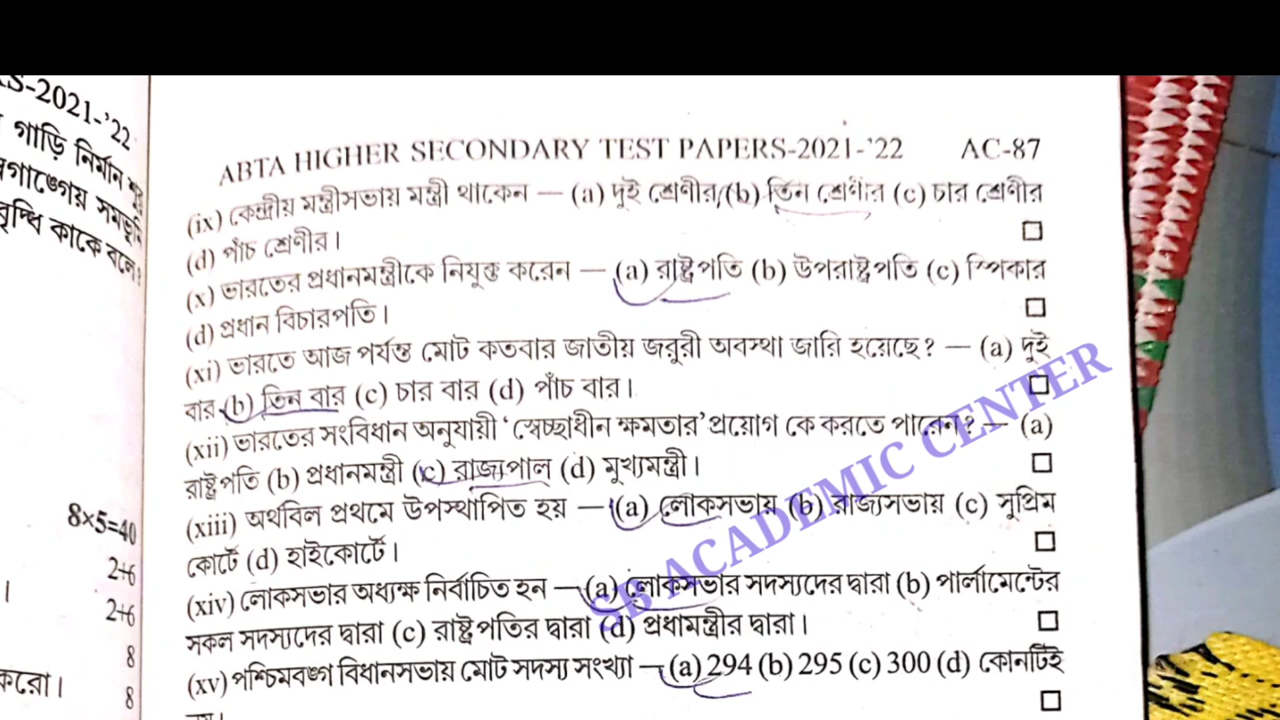 S-2021-'22
গাড়ি নির্মান
গাঙ্গেয় সমভূমি
বৃদ্ধি কাকে বলে।
8×5=40
2+6
2+6
8
করো।
8
ABTA HIGHER SECONDARY TEST PAPERS-2021-'22 AC-87
(ix) কেন্দ্রীয় মন্ত্রীসভায় মন্ত্রী থাকেন — (a) দুই শ্রেণীর (b) তিন শ্রেণীর (c) চার শ্রেণীর
(d) পাঁচ শ্রেণীর।
(x) ভারতের প্রধানমন্ত্রীকে নিযুক্ত করেন — (a) রাষ্ট্রপতি (b) উপরাষ্ট্রপতি (c) স্পিকার
(d) প্রধান বিচারপতি।
(xi) ভারতে আজ পর্যন্ত মোট কতবার জাতীয় জরুরী অবস্থা জারি হয়েছে? — (a) দুই
বার (b) তিন বার (c) চার বার (d) পাঁচ বার।
(xii) ভারতের সংবিধান অনুযায়ী ‘স্বেচ্ছাধীন ক্ষমতার’ প্রয়োগ কে করতে পারেন? — (a)
রাষ্ট্রপতি (b) প্রধানমন্ত্রী (c) রাজ্যপাল (d) মুখ্যমন্ত্রী।
(xiii) অর্থবিল প্রথমে উপস্থাপিত হয় — (a) লোকসভায় (b) রাজ্যসভায় (c) সুপ্রিম
কোর্টে (d) হাইকোর্টে।
(xiv) লোকসভার অধ্যক্ষ নির্বাচিত হন — (a) লোকসভার সদস্যদের দ্বারা (b) পার্লামেন্টের
সকল সদস্যদের দ্বারা (c) রাষ্ট্রপতির দ্বারা (d) প্রধামন্ত্রীর দ্বারা।
(xv) পশ্চিমবঙ্গ বিধানসভায় মোট সদস্য সংখ্যা — (a) 294 (b) 295 (c) 300 (d) কোনটিই
SB ACADEMIC CENTER